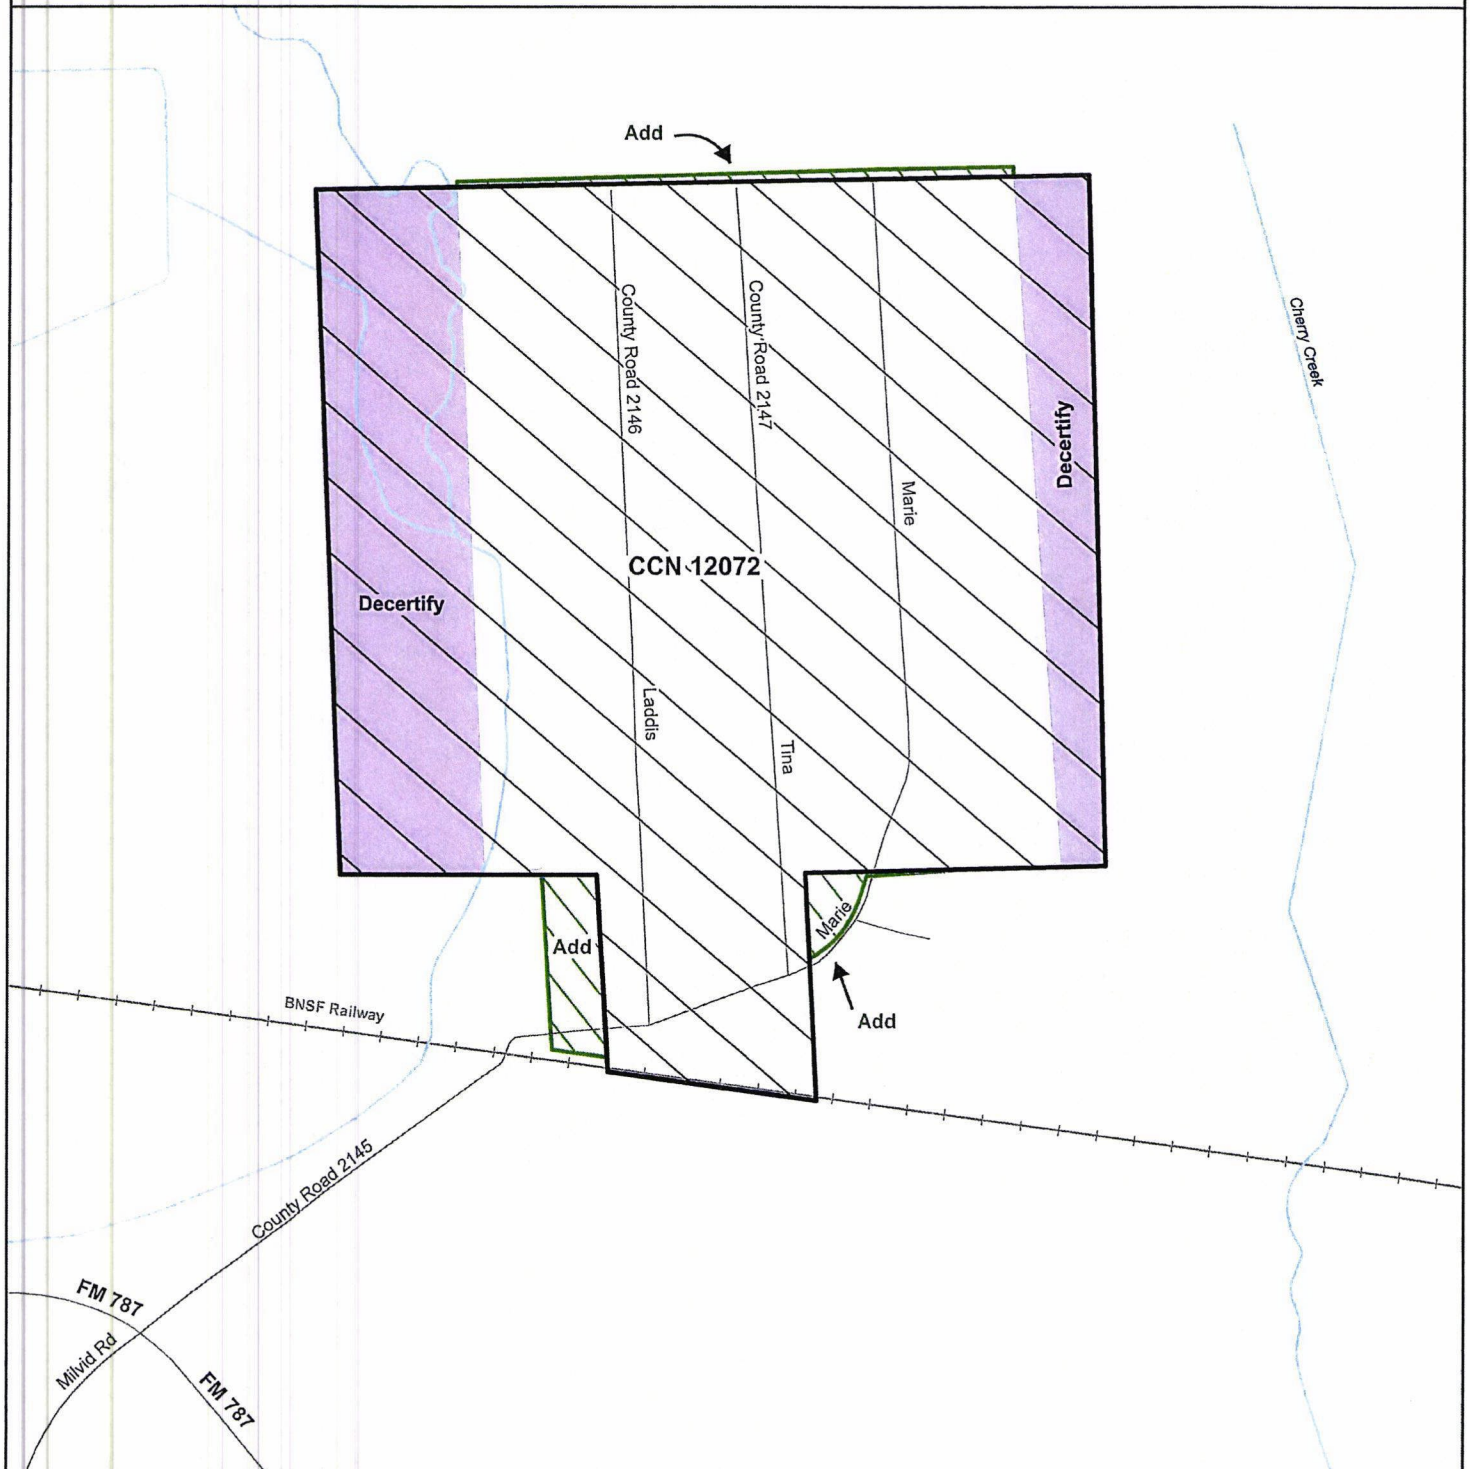 Add
County Road 2146
County Road 2147
Cherry Creek
Decertify
Marie
CCN 12072
Decertify
Laddis
Tina
Marie
Add
BNSF Railway
Add
County Road 2145
FM 787
Milvid Rd
FM 787